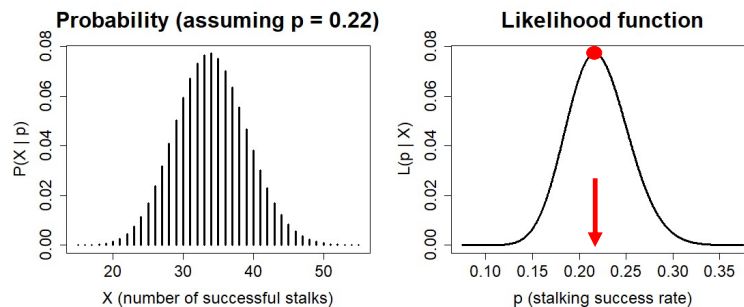 Probability (assuming p = 0.22)
P(X | p)
0.08
0.06
0.04
0.02
0.00
20 30 40 50
X (number of successful stalks)
Likelihood function
L(p | X)
0.08
0.06
0.04
0.02
0.00
0.10 0.15 0.20 0.25 0.30 0.35
p (stalking success rate)